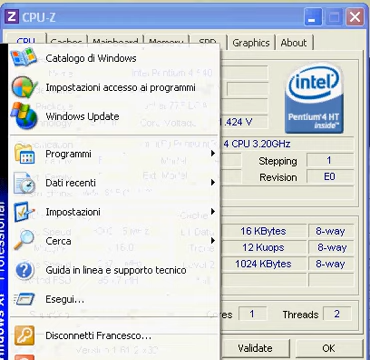 CPU-Z
CPU Caches Mainboard Memory SPD Graphics About
Catalogo di Windows
Impostazioni accesso ai programmi
Windows Update
Programmi
Dati recenti
Impostazioni
Cerca
Guida in linea e supporto tecnico
Esegui...
Disconnetti Francesco...
Professional
intel
Pentium 4 HT
inside
1.424 V
4 CPU 3.20GHz
Stepping 1
Revision E0
16 KBytes 8-way
12 Kuops 8-way
1024 KBytes 8-way
1 Threads 2
Validate OK